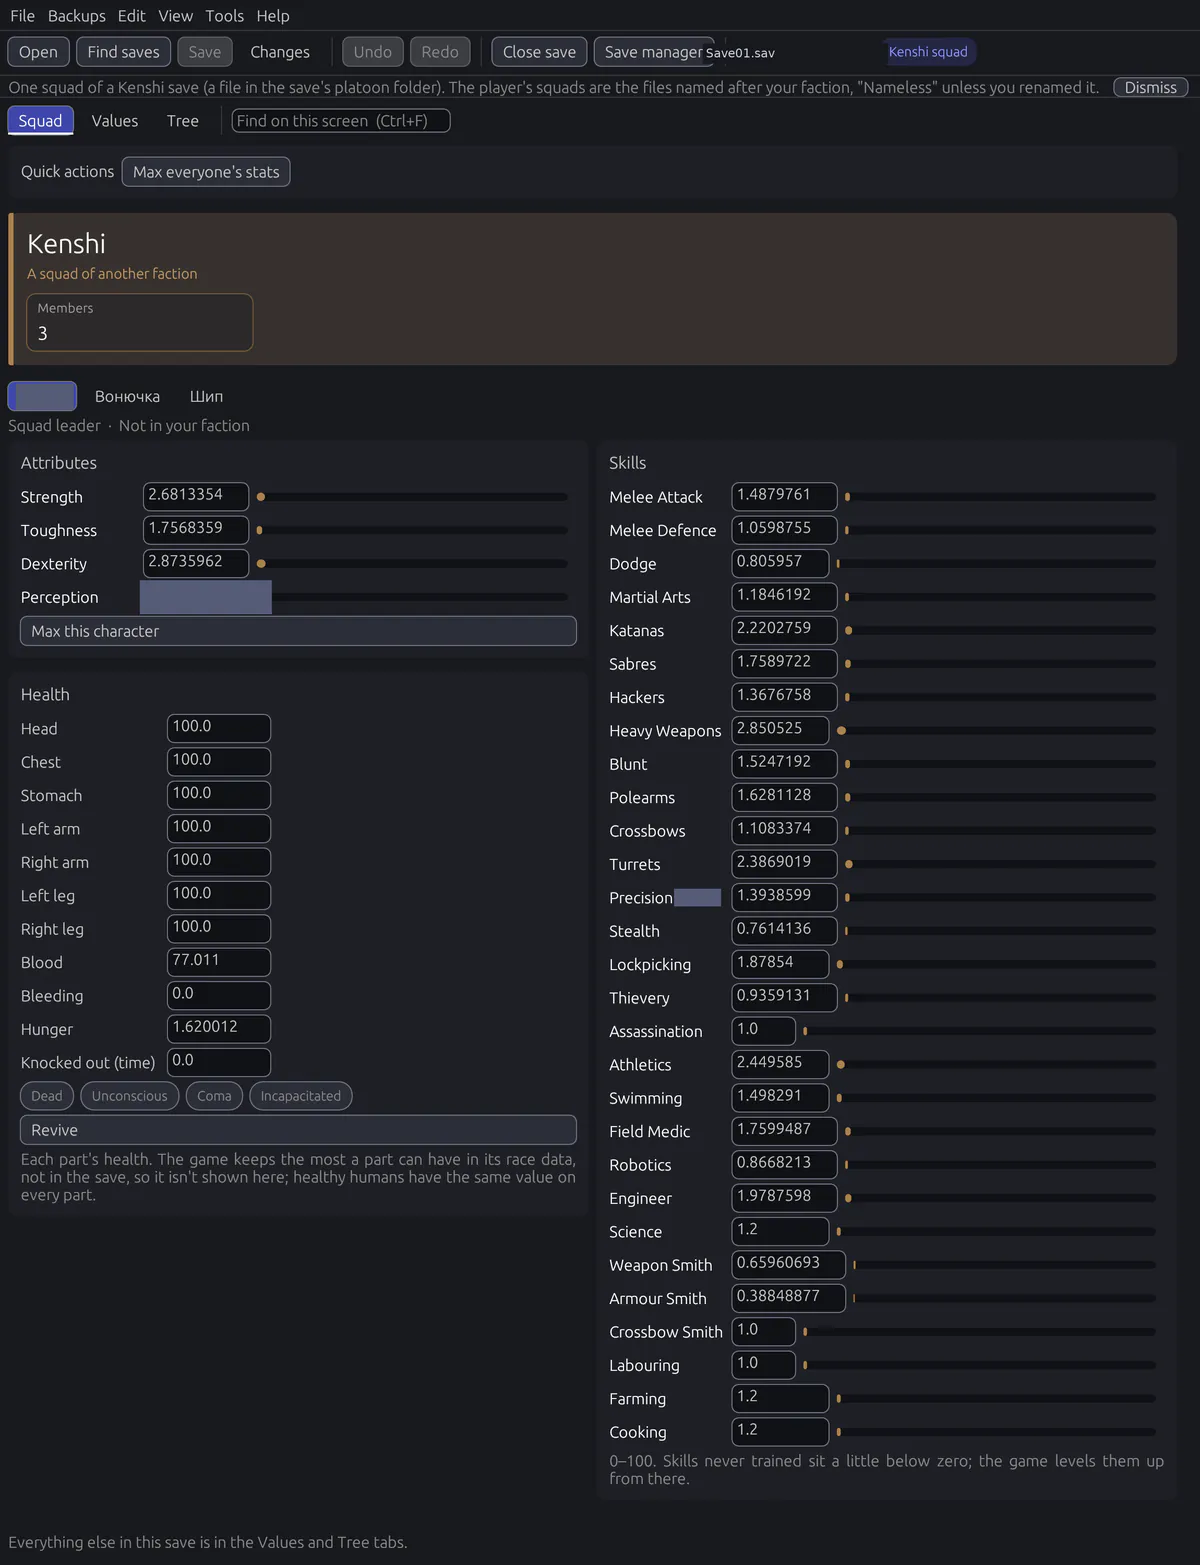 File Backups Edit View Tools Help
Open Find saves Save Changes Undo Redo Close save Save manager Save01.sav Kenshi squad
One squad of a Kenshi save (a file in the save's platoon folder). The player's squads are the files named after your faction, "Nameless" unless you renamed it. Dismiss
Squad Values Tree Find on this screen (Ctrl+F)
Quick actions Max everyone's stats
Kenshi
A squad of another faction
Members
3
Вонючка Шип
Squad leader · Not in your faction
Attributes
Strength 2.6813354
Toughness 1.7568359
Dexterity 2.8735962
Perception
Max this character
Health
Head 100.0
Chest 100.0
Stomach 100.0
Left arm 100.0
Right arm 100.0
Left leg 100.0
Right leg 100.0
Blood 77.011
Bleeding 0.0
Hunger 1.620012
Knocked out (time) 0.0
Dead Unconscious Coma Incapacitated
Revive
Each part's health. The game keeps the most a part can have in its race data,
not in the save, so it isn't shown here; healthy humans have the same value on
every part.
Skills
Melee Attack 1.4879761
Melee Defence 1.0598755
Dodge 0.805957
Martial Arts 1.1846192
Katanas 2.2202759
Sabres 1.7589722
Hackers 1.3676758
Heavy Weapons 2.850525
Blunt 1.5247192
Polearms 1.6281128
Crossbows 1.1083374
Turrets 2.3869019
Precision 1.3938599
Stealth 0.7614136
Lockpicking 1.87854
Thievery 0.9359131
Assassination 1.0
Athletics 2.449585
Swimming 1.498291
Field Medic 1.7599487
Robotics 0.8668213
Engineer 1.9787598
Science 1.2
Weapon Smith 0.65960693
Armour Smith 0.38848877
Crossbow Smith 1.0
Labouring 1.0
Farming 1.2
Cooking 1.2
0–100. Skills never trained sit a little below zero; the game levels them up
from there.
Everything else in this save is in the Values and Tree tabs.